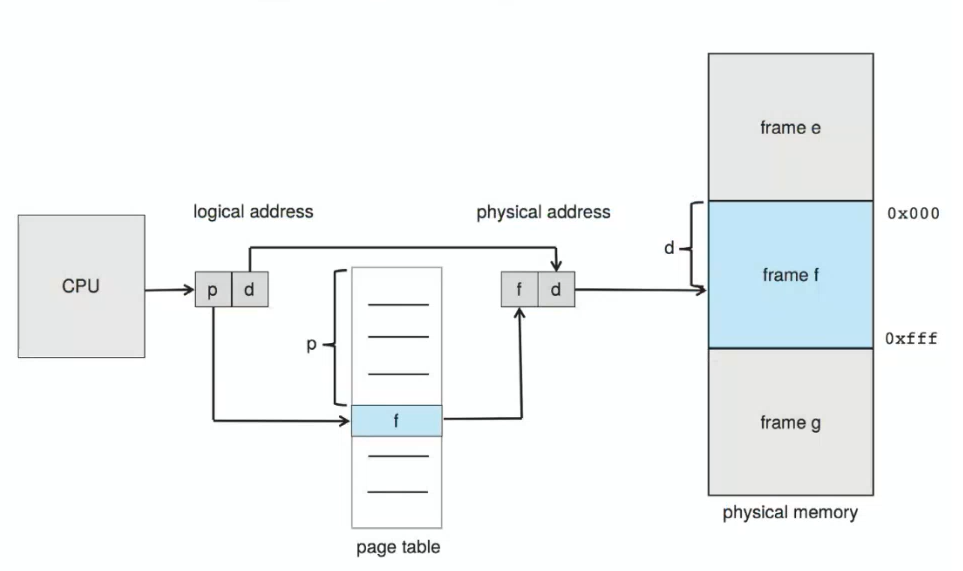 frame e
logical address
physical address
0x000
CPU
p d
f d
d
frame f
p
0xfff
f
frame g
physical memory
page table